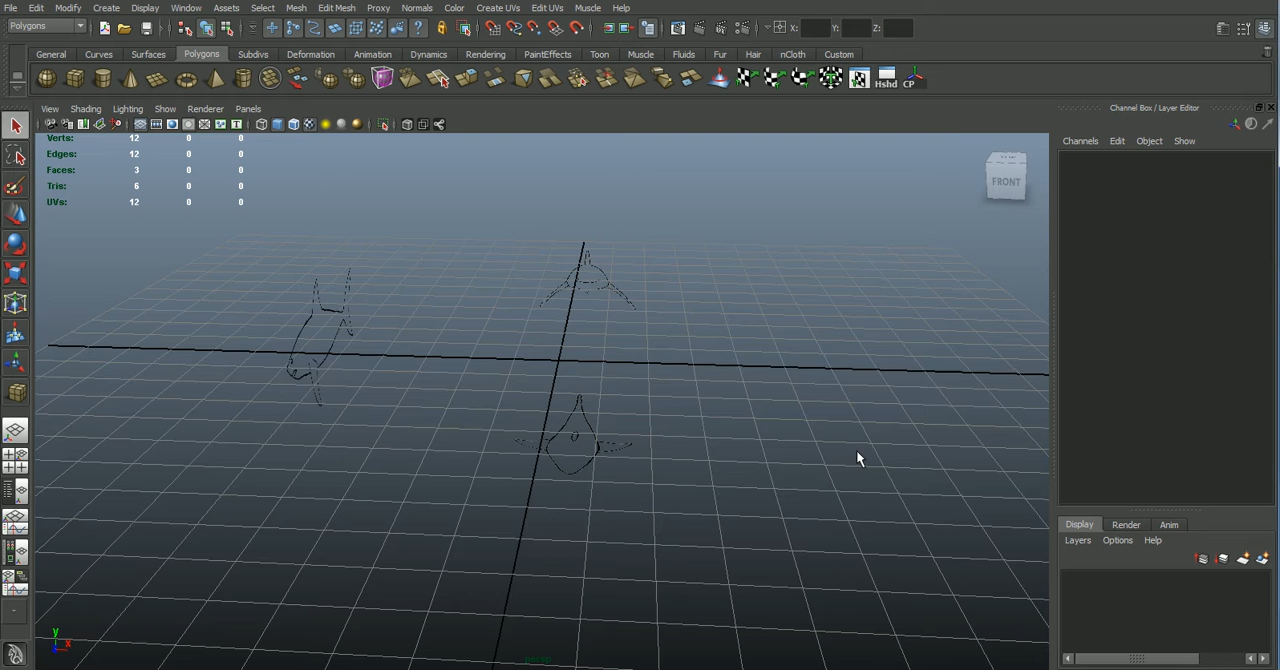 File Edit Modify Create Display Window Assets Select Mesh Edit Mesh Proxy Normals Color Create UVs Edit UVs Muscle Help
Polygons X: Y: Z:
General Curves Surfaces Polygons Subdivs Deformation Animation Dynamics Rendering PaintEffects Toon Muscle Fluids Fur Hair nCloth Custom
Hshd CP
View Shading Lighting Show Renderer Panels
Channel Box / Layer Editor
Channels Edit Object Show
Verts: 12 0 0
Edges: 12 0 0
Faces: 3 0 0
Tris: 6 0 0
UVs: 12 0 0
FRONT
Display Render Anim
Layers Options Help
y
x
persp